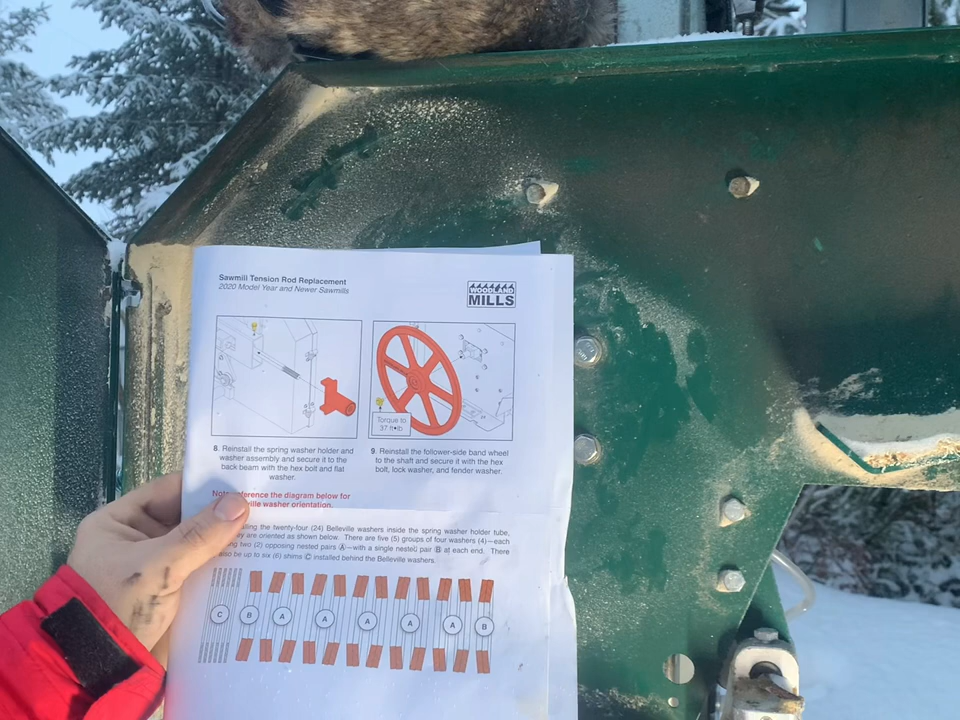 Sawmill Tension Rod Replacement
2020 Model Year and Newer Sawmills
WOODLAND
MILLS
Torque to
37 ft•lb
8. Reinstall the spring washer holder and
washer assembly and secure it to the
back beam with the hex bolt and flat
washer.
9. Reinstall the follower-side band wheel
to the shaft and secure it with the hex
bolt, lock washer, and fender washer.
reference the diagram below for
washer orientation.
the twenty-four (24) Belleville washers inside the spring washer holder tube,
are oriented as shown below. There are five (5) groups of four washers (4)—each
two (2) opposing nested pairs A—with a single nested pair B at each end. There
be up to six (6) shims C installed behind the Belleville washers.
C B A A A A A B